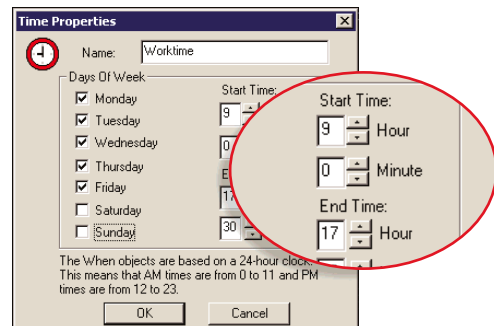 Time Properties
Name: Worktime
Days Of Week
Monday
Tuesday
Wednesday
Thursday
Friday
Saturday
Sunday
Start Time:
9
0
17
30
Start Time:
9 Hour
0 Minute
End Time:
17 Hour
The When objects are based on a 24-hour clock.
This means that AM times are from 0 to 11 and PM
times are from 12 to 23.
OK Cancel